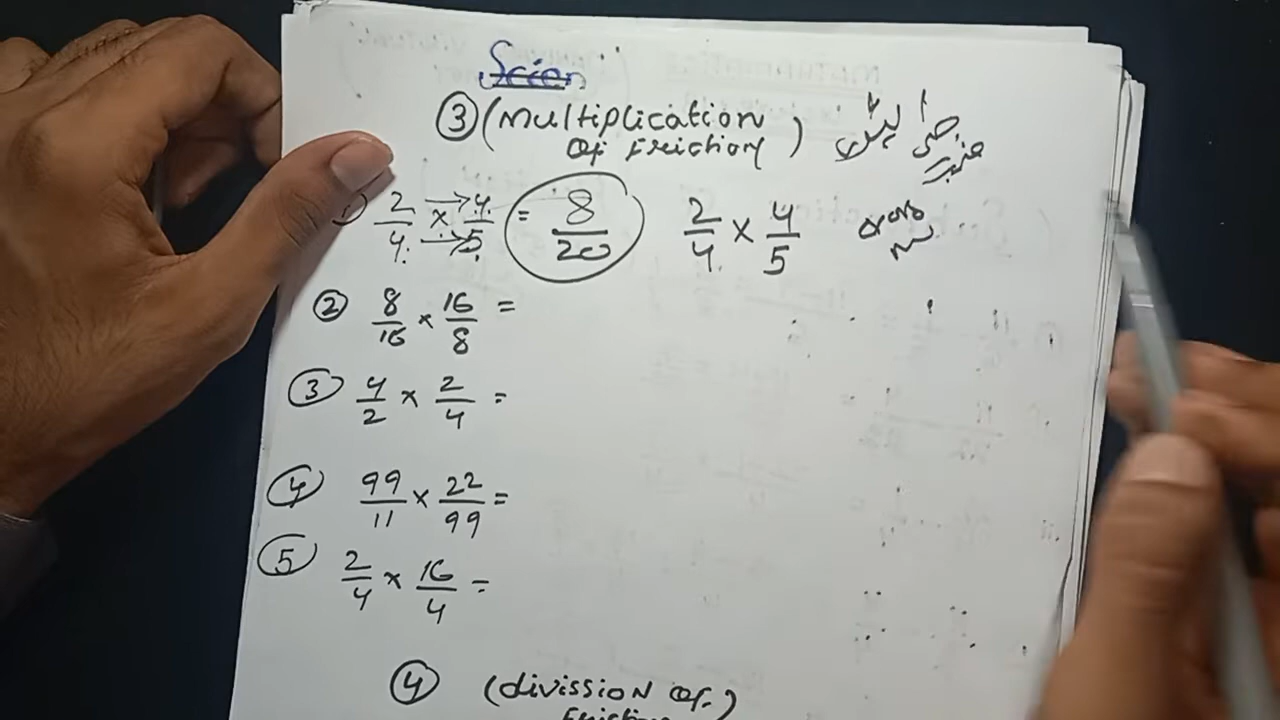 Scien
③ (Multiplication
of Friction)
① 2/4 × 4/5 = 8/20 2/4 × 4/5
② 8/16 × 16/8 =
③ 4/2 × 2/4 =
④ 99/11 × 22/99 =
⑤ 2/4 × 16/4 =
④ (divission of.)
Friction